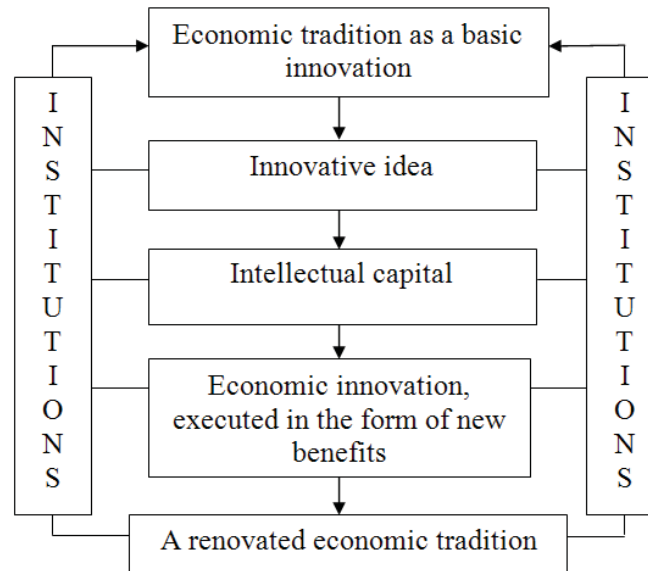 Economic tradition as a basic
innovation
I
N
S
T
I
T
U
T
I
O
N
S
Innovative idea
Intellectual capital
Economic innovation,
executed in the form of new
benefits
A renovated economic tradition
I
N
S
T
I
T
U
T
I
O
N
S